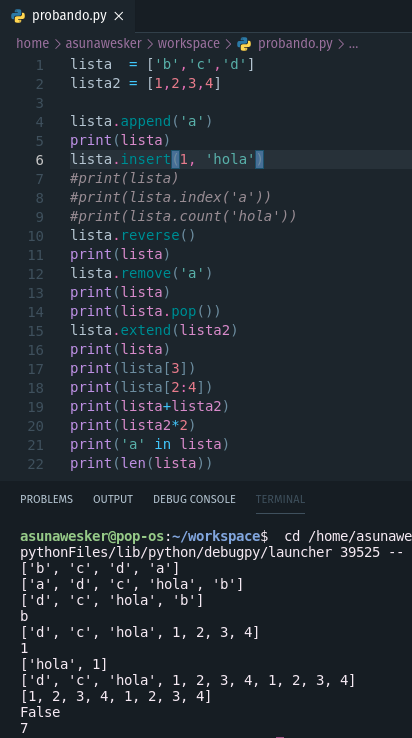 probando.py ×
home > asunawesker > workspace > probando.py > ...
1 lista  = ['b','c','d']
2 lista2 = [1,2,3,4]
3
4 lista.append('a')
5 print(lista)
6 lista.insert(1, 'hola')
7 #print(lista)
8 #print(lista.index('a'))
9 #print(lista.count('hola'))
10 lista.reverse()
11 print(lista)
12 lista.remove('a')
13 print(lista)
14 print(lista.pop())
15 lista.extend(lista2)
16 print(lista)
17 print(lista[3])
18 print(lista[2:4])
19 print(lista+lista2)
20 print(lista2*2)
21 print('a' in lista)
22 print(len(lista))
PROBLEMS OUTPUT DEBUG CONSOLE TERMINAL
asunawesker@pop-os:~/workspace$  cd /home/asunawe
pythonFiles/lib/python/debugpy/launcher 39525 --
['b', 'c', 'd', 'a']
['a', 'd', 'c', 'hola', 'b']
['d', 'c', 'hola', 'b']
b
['d', 'c', 'hola', 1, 2, 3, 4]
1
['hola', 1]
['d', 'c', 'hola', 1, 2, 3, 4, 1, 2, 3, 4]
[1, 2, 3, 4, 1, 2, 3, 4]
False
7